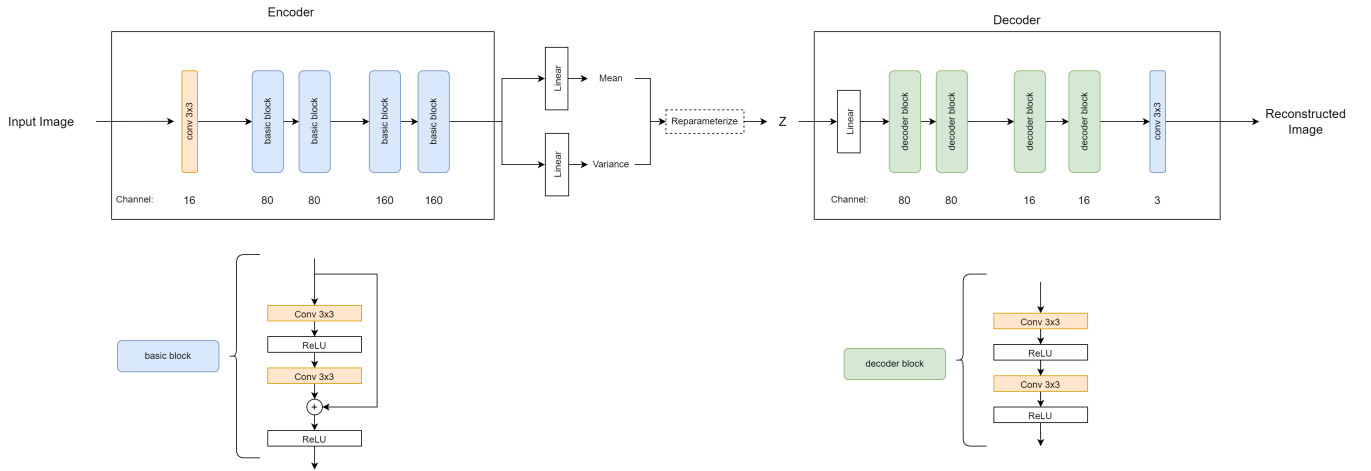 Encoder
Decoder
Input Image
conv 3x3
basic block
basic block
basic block
basic block
Linear
Mean
Linear
Variance
Reparameterize
Z
Linear
decoder block
decoder block
decoder block
decoder block
conv 3x3
Reconstructed
Image
Channel: 16 80 80 160 160
Channel: 80 80 16 16 3
basic block
Conv 3x3
ReLU
Conv 3x3
+
ReLU
decoder block
Conv 3x3
ReLU
Conv 3x3
ReLU